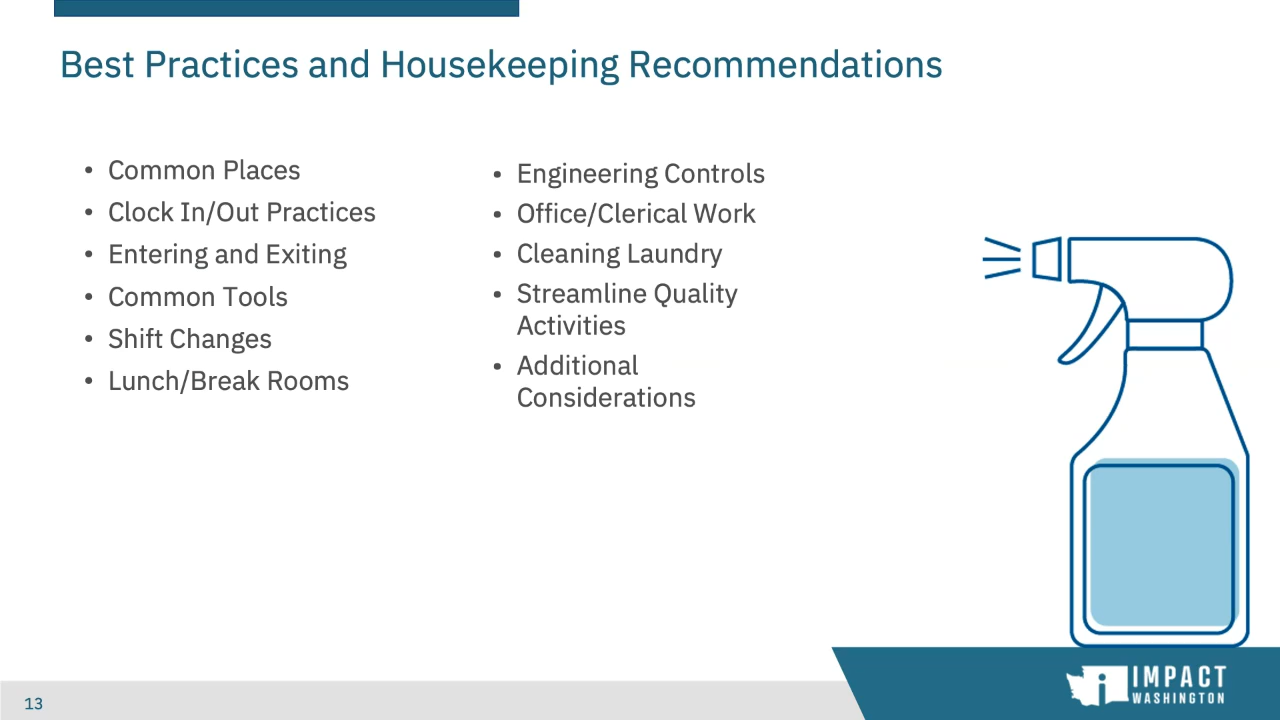 Best Practices and Housekeeping Recommendations
• Common Places
• Clock In/Out Practices
• Entering and Exiting
• Common Tools
• Shift Changes
• Lunch/Break Rooms
• Engineering Controls
• Office/Clerical Work
• Cleaning Laundry
• Streamline Quality
Activities
• Additional
Considerations
13
i
IMPACT
WASHINGTON